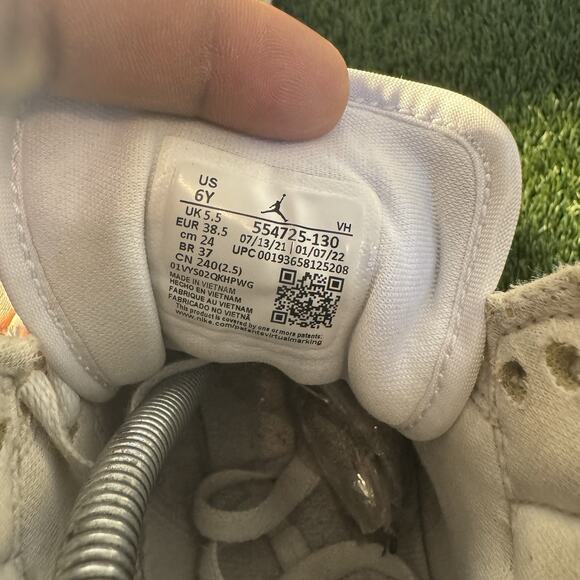 US
6Y
UK 5.5
EUR 38.5
cm 24
BR 37
CN 240(2.5)
VH
554725-130
07/13/21 | 01/07/22
UPC 00193658125208
01VYS02QKHPWG
MADE IN VIETNAM
HECHO EN VIETNAM
FABRIQUE AU VIETNAM
FABRICADO NO VIETNÃ
This product is covered by one or more patents:
www.nike.com/patentsvirtualmarking